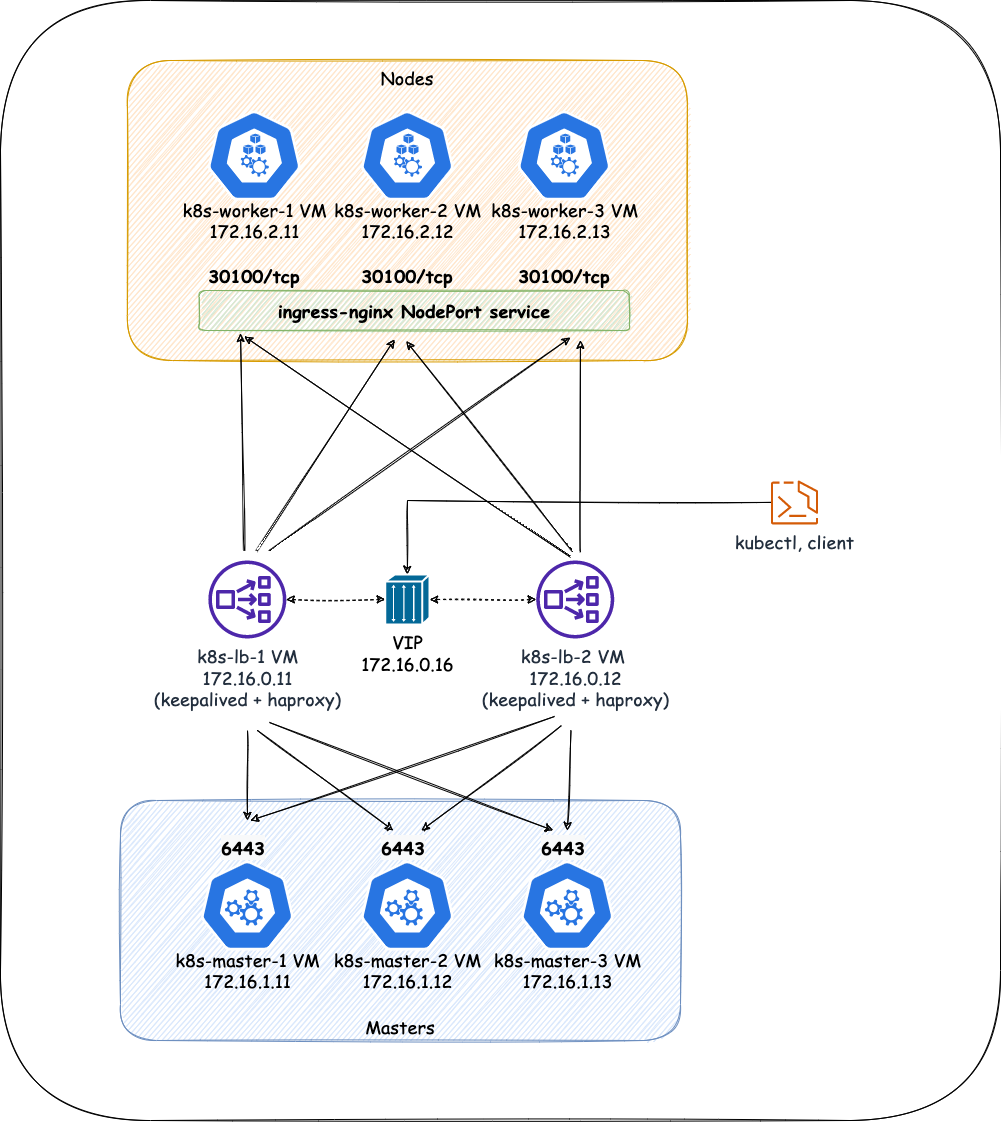 Nodes
k8s-worker-1 VM k8s-worker-2 VM k8s-worker-3 VM
172.16.2.11 172.16.2.12 172.16.2.13
30100/tcp 30100/tcp 30100/tcp
ingress-nginx NodePort service
kubectl, client
k8s-lb-1 VM
172.16.0.11
(keepalived + haproxy)
VIP
172.16.0.16
k8s-lb-2 VM
172.16.0.12
(keepalived + haproxy)
6443 6443 6443
k8s-master-1 VM k8s-master-2 VM k8s-master-3 VM
172.16.1.11 172.16.1.12 172.16.1.13
Masters